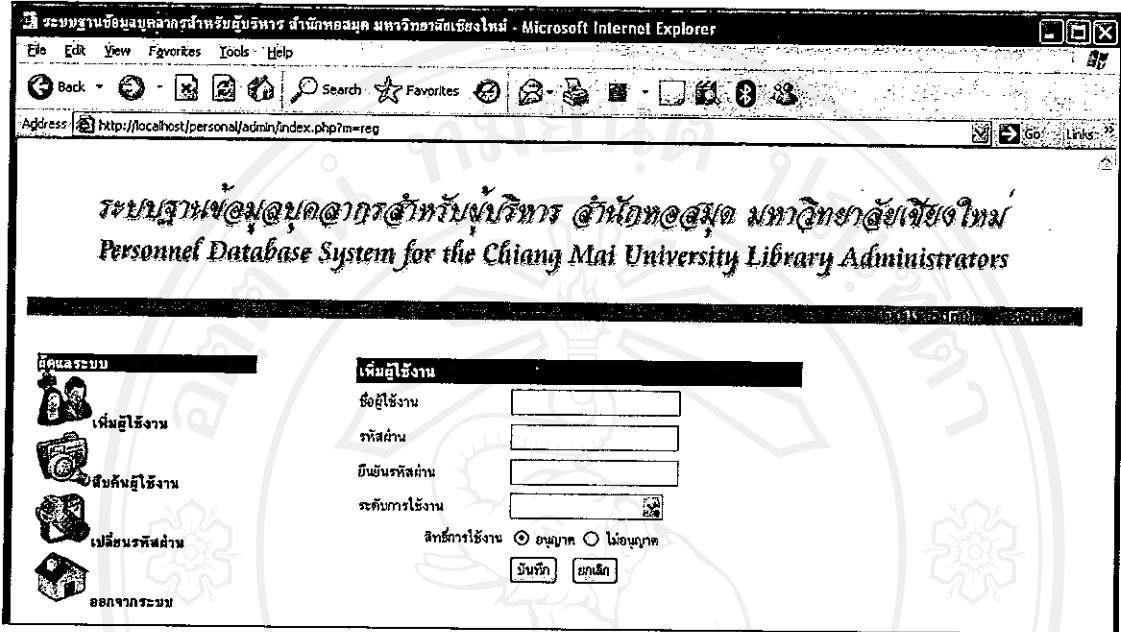 ระบบฐานข้อมูลบุคลากรสำหรับผู้บริหาร สำนักหอสมุด มหาวิทยาลัยเชียงใหม่ - Microsoft Internet Explorer
File Edit View Favorites Tools Help
Back Search Favorites
Address http://localhost/personal/admin/index.php?m=reg Go Links »
ระบบฐานข้อมูลบุคลากรสำหรับผู้บริหาร สำนักหอสมุด มหาวิทยาลัยเชียงใหม่
Personnel Database System for the Chiang Mai University Library Administrators
ผู้ดูแลระบบ
เพิ่มผู้ใช้งาน
สืบค้นผู้ใช้งาน
เปลี่ยนรหัสผ่าน
ออกจากระบบ
เพิ่มผู้ใช้งาน
ชื่อผู้ใช้งาน
รหัสผ่าน
ยืนยันรหัสผ่าน
ระดับการใช้งาน
สิทธิ์การใช้งาน อนุญาต ไม่อนุญาต
บันทึก ยกเลิก